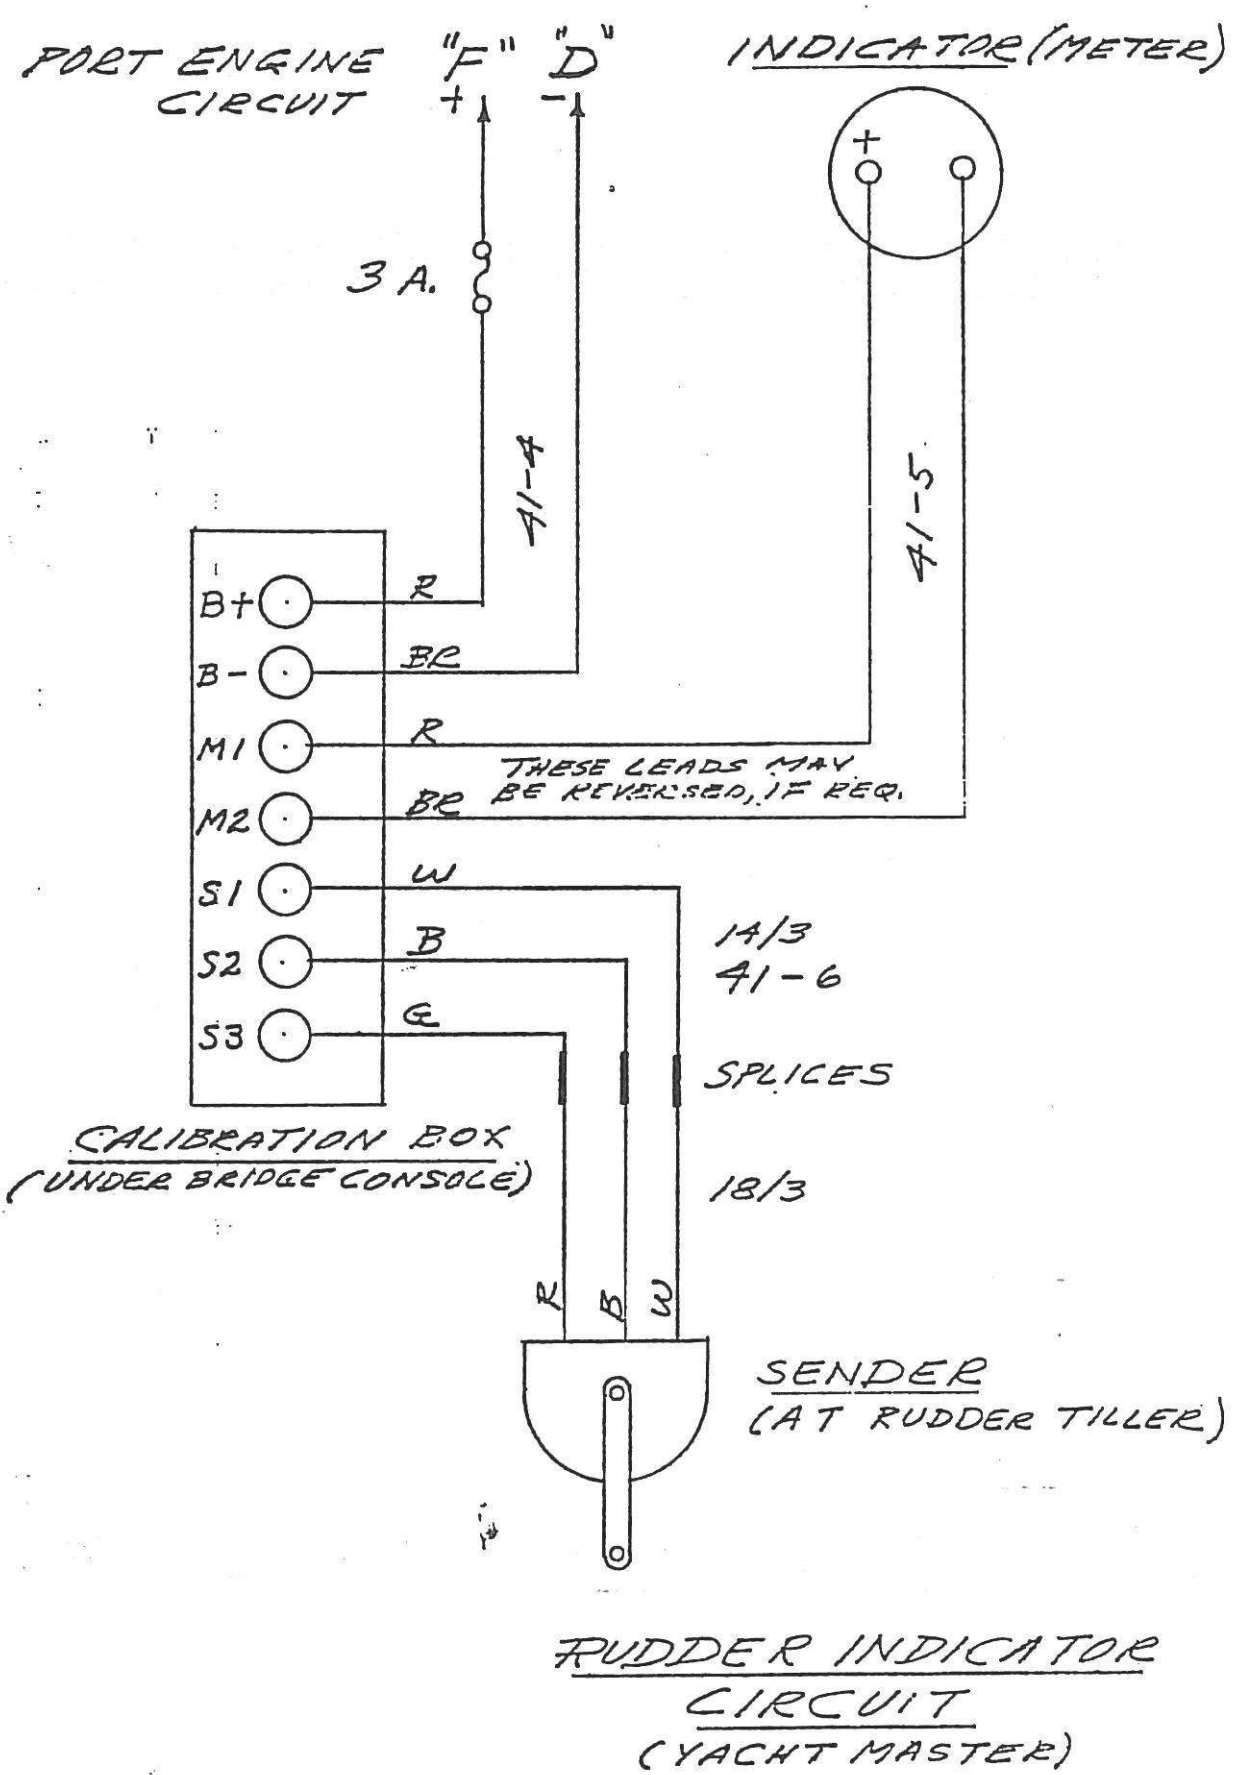 PORT ENGINE
CIRCUIT
"F" "D"
+ -
INDICATOR (METER)
+
3 A.
41-4
41-5
B+
R
B-
BR
M1
R
THESE LEADS MAY
BE REVERSED, IF REQ.
M2
BR
S1
W
S2
B
S3
G
14/3
41-6
SPLICES
CALIBRATION BOX
(UNDER BRIDGE CONSOLE)
18/3
R B W
SENDER
(AT RUDDER TILLER)
RUDDER INDICATOR
CIRCUIT
(YACHT MASTER)